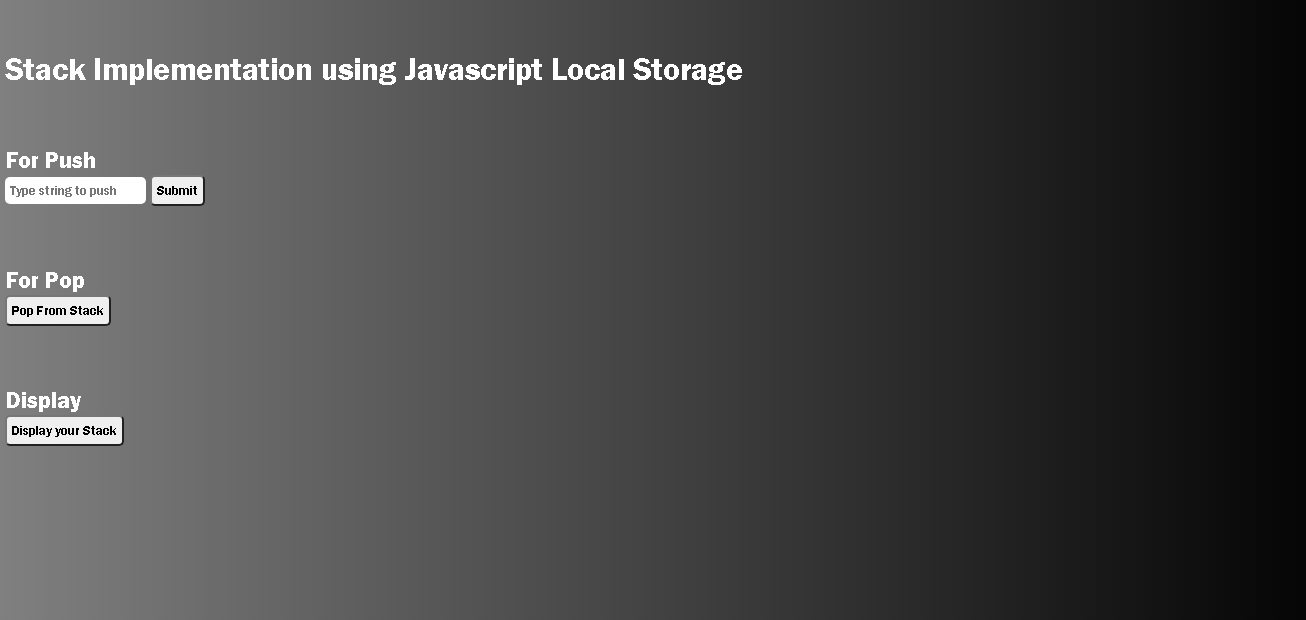 Stack Implementation using Javascript Local Storage
For Push
Type string to push Submit
For Pop
Pop From Stack
Display
Display your Stack